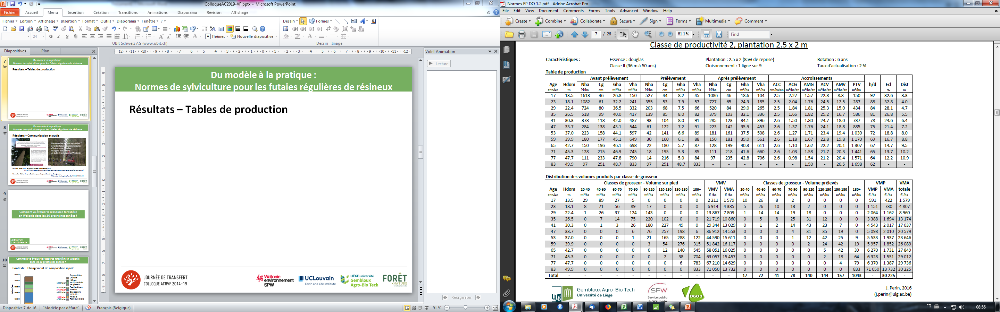 ColloqueAC2019-VF.pptx - Microsoft PowerPoint
Fichier Accueil Menu Insertion Création Transitions Animations Diaporama Révision Affichage
Fichier Edition Affichage Insertion Format Outils Diaporama Fenêtre ?
Dessin Formes
24 G I S S
Thèmes Nouvelle diapositive
UBit Schweiz AG (www.ubit.ch)
Dessin - Image
Diapositives Plan
Volet Animation
Lecture
7
Du modèle à la pratique :
Normes de sylviculture pour les futaies régulières de résineux
Résultats – Tables de production
8
Du modèle à la pratique :
Normes de sylviculture pour les futaies régulières de résineux
Résultats – Communication et outils
De nouvelles normes sylvicoles
pour les futaies équiennes
d'épicéa et de douglas
en appui à la gestion
de la forêt publique en Wallonie
9
Comment va évoluer la ressource forestière
en Wallonie dans les 30 prochaines années ?
Jérôme Perin
j.perin@uliege.be
10
Comment va évoluer la ressource forestière en Wallonie
dans les 30 prochaines années ?
Contexte – Changement de composition rapide
Composition
Du modèle à la pratique :
Normes de sylviculture pour les futaies régulières de résineux
Résultats – Tables de production
JOURNÉE DE TRANSFERT
COLLOQUE ACRVF 2014-19
Wallonie
environnement
SPW
UCLouvain
Earth and Life Institute
LIÈGE université
Gembloux
Agro-Bio Tech
FORÊT
• NATURE
Réorganiser
Diapositive 7 de 16 "Modèle par défaut" Français (Belgique) 91 %
Normes EP DO 1.2.pdf - Adobe Acrobat Pro
File Edit View Document Comments Forms Tools Advanced Window Help
Create Combine Collaborate Secure Sign Forms Multimedia Comment
7 / 26 81.1% Find
Classe de productivité 2, plantation 2.5 x 2 m
Caractéristiques : Essence : douglas Plantation : 2.5 x 2 (85% de reprise) Rotation : 6 ans
Classe II (36 m à 50 ans) Cloisonnement : 1 ligne sur 9 Taux d'actualisation : 2 %
Table de production
Avant prélèvement Prélèvement Après prélèvement Accroissements
Age Hdom Nha Cg Gha Vha Nha Cg Gha Vha Nha Cg Gha Vha ACC ACG AMG ACV AMV PTV h/d Ecl Dist
années m N/ha cm m²/ha m³/ha N/ha cm m²/ha m³/ha N/ha cm m²/ha m³/ha cm/ha/an m²/ha/an m²/ha/an m³/ha/an m³/ha/an m³/ha % m
17 13.5 1613 46 26.8 150 527 44 8.2 45 1086 46 18.6 104 2.5 2.27 1.57 22.8 8.8 150 92 32.6 3.3
23 18.1 1082 61 32.2 241 355 53 7.9 57 727 65 24.3 185 2.5 2.04 1.76 24.5 12.5 287 88 32.8 4.0
29 22.4 724 80 36.5 332 203 68 7.5 66 520 84 29.0 265 2.5 1.84 1.81 25.3 15.0 434 84 28.1 4.7
35 26.5 518 99 40.0 417 139 85 8.0 82 379 103 32.1 336 2.5 1.66 1.82 25.2 16.7 586 81 26.8 5.5
41 30.3 378 118 42.0 487 93 104 8.0 91 285 123 34.1 396 2.6 1.50 1.80 24.7 18.0 737 78 24.6 6.4
47 33.7 284 138 43.1 544 61 122 7.2 91 223 142 35.9 453 2.6 1.37 1.76 24.1 18.8 885 75 21.4 7.2
53 37.0 223 158 44.1 597 42 141 6.6 89 181 161 37.5 508 2.6 1.27 1.71 23.4 19.4 1 030 72 18.8 8.0
59 39.9 180 177 45.1 649 30 160 6.1 88 150 181 39.0 561 2.6 1.18 1.67 22.8 19.8 1 170 69 16.7 8.8
65 42.7 150 196 46.1 698 22 180 5.7 87 128 199 40.3 611 2.6 1.10 1.62 22.2 20.1 1 307 67 14.7 9.5
71 45.3 128 215 46.9 745 18 195 5.3 85 111 218 41.6 660 2.6 1.03 1.58 21.7 20.3 1 441 65 13.7 10.2
77 47.7 111 233 47.8 790 14 216 5.0 84 97 235 42.8 706 2.6 0.98 1.54 21.2 20.4 1 571 64 12.2 10.9
83 49.9 97 251 48.7 833 97 251 48.7 833 - - - - - - 1.50 - 20.5 1 698 62 - -
Distribution des volumes produits par classe de grosseur
Classes de grosseur - Volume sur pied VMV Classes de grosseur - Volume prélevés VMP VMA
Age Hdom 20-40 40-60 60-70 70-90 90-120 120-150 150-180 180+ VMV VMA 20-40 40-60 60-70 70-90 90-120 120-150 150-180 180+ VMP VMA totale
années m m³/ha m³/ha m³/ha m³/ha m³/ha m³/ha m³/ha m³/ha € /ha € /ha m³/ha m³/ha m³/ha m³/ha m³/ha m³/ha m³/ha m³/ha € /ha € /ha € /ha
17 13.5 29 89 27 5 0 0 0 0 2 211 1 579 10 26 8 2 0 0 0 0 591 422 1 579
23 18.1 8 71 56 89 17 0 0 0 6 914 4 385 5 26 10 13 2 0 0 0 1 151 730 4 807
29 22.4 1 26 37 124 143 0 0 0 13 867 7 809 1 14 14 19 18 0 0 0 2 064 1 162 8 960
35 26.5 0 7 14 75 220 102 0 0 21 719 10 860 0 5 8 25 31 12 0 0 3 388 1 694 13 174
41 30.3 0 1 3 26 180 227 49 0 29 344 13 029 0 1 2 14 43 23 7 0 4 543 2 017 17 037
47 33.7 0 0 0 6 76 257 198 6 36 912 14 553 0 0 0 4 31 35 19 0 5 098 2 010 20 579
53 37.0 0 0 0 1 21 165 288 122 44 590 15 611 0 0 0 1 12 42 25 9 5 533 1 937 23 646
59 39.9 0 0 0 0 3 54 276 315 51 842 16 117 0 0 0 0 2 24 42 19 5 957 1 852 26 089
65 42.7 0 0 0 0 0 12 140 545 58 051 16 025 0 0 0 0 0 5 42 39 6 270 1 731 27 849
71 45.3 0 0 0 0 0 2 38 704 63 057 15 457 0 0 0 0 0 2 18 64 6 328 1 551 29 012
77 47.7 0 0 0 0 0 0 6 783 67 210 14 629 0 0 0 0 0 0 4 79 6 370 1 387 29 736
83 49.9 0 0 0 0 0 0 0 833 71 050 13 732 0 0 0 0 0 0 0 833 71 050 13 732 30 225
Total - - - - - - - - - - - 17 72 41 78 140 144 157 1043 - 30 225 -
Gembloux Agro-Bio Tech
Université de Liège
SPW
Service public
de Wallonie
DGO 3
J. Perin, 2016
(j.perin@ulg.ac.be)
FR 08:56